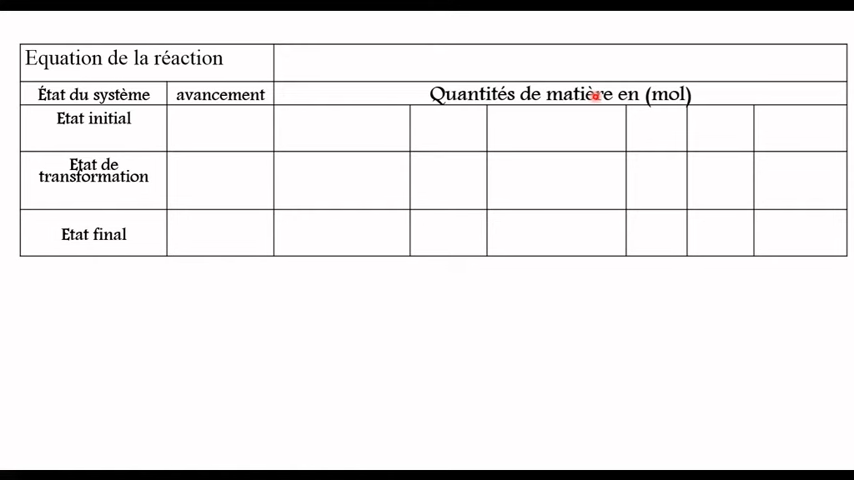 Equation de la réaction
État du système avancement Quantités de matière en (mol)
Etat initial
Etat de
transformation
Etat final